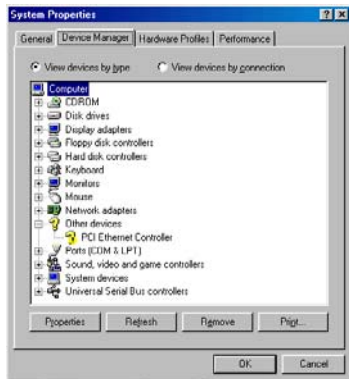 System Properties
General Device Manager Hardware Profiles Performance
View devices by type View devices by connection
Computer
CDROM
Disk drives
Display adapters
Floppy disk controllers
Hard disk controllers
Keyboard
Monitors
Mouse
Network adapters
Other devices
PCI Ethernet Controller
Ports (COM & LPT)
Sound, video and game controllers
System devices
Universal Serial Bus controllers
Properties Refresh Remove Print...
OK Cancel